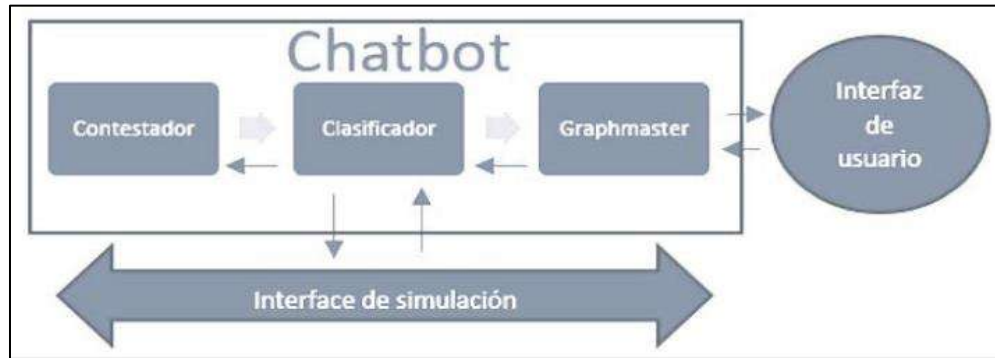 Chatbot
Contestador
Clasificador
Graphmaster
Interfaz
de
usuario
Interface de simulación